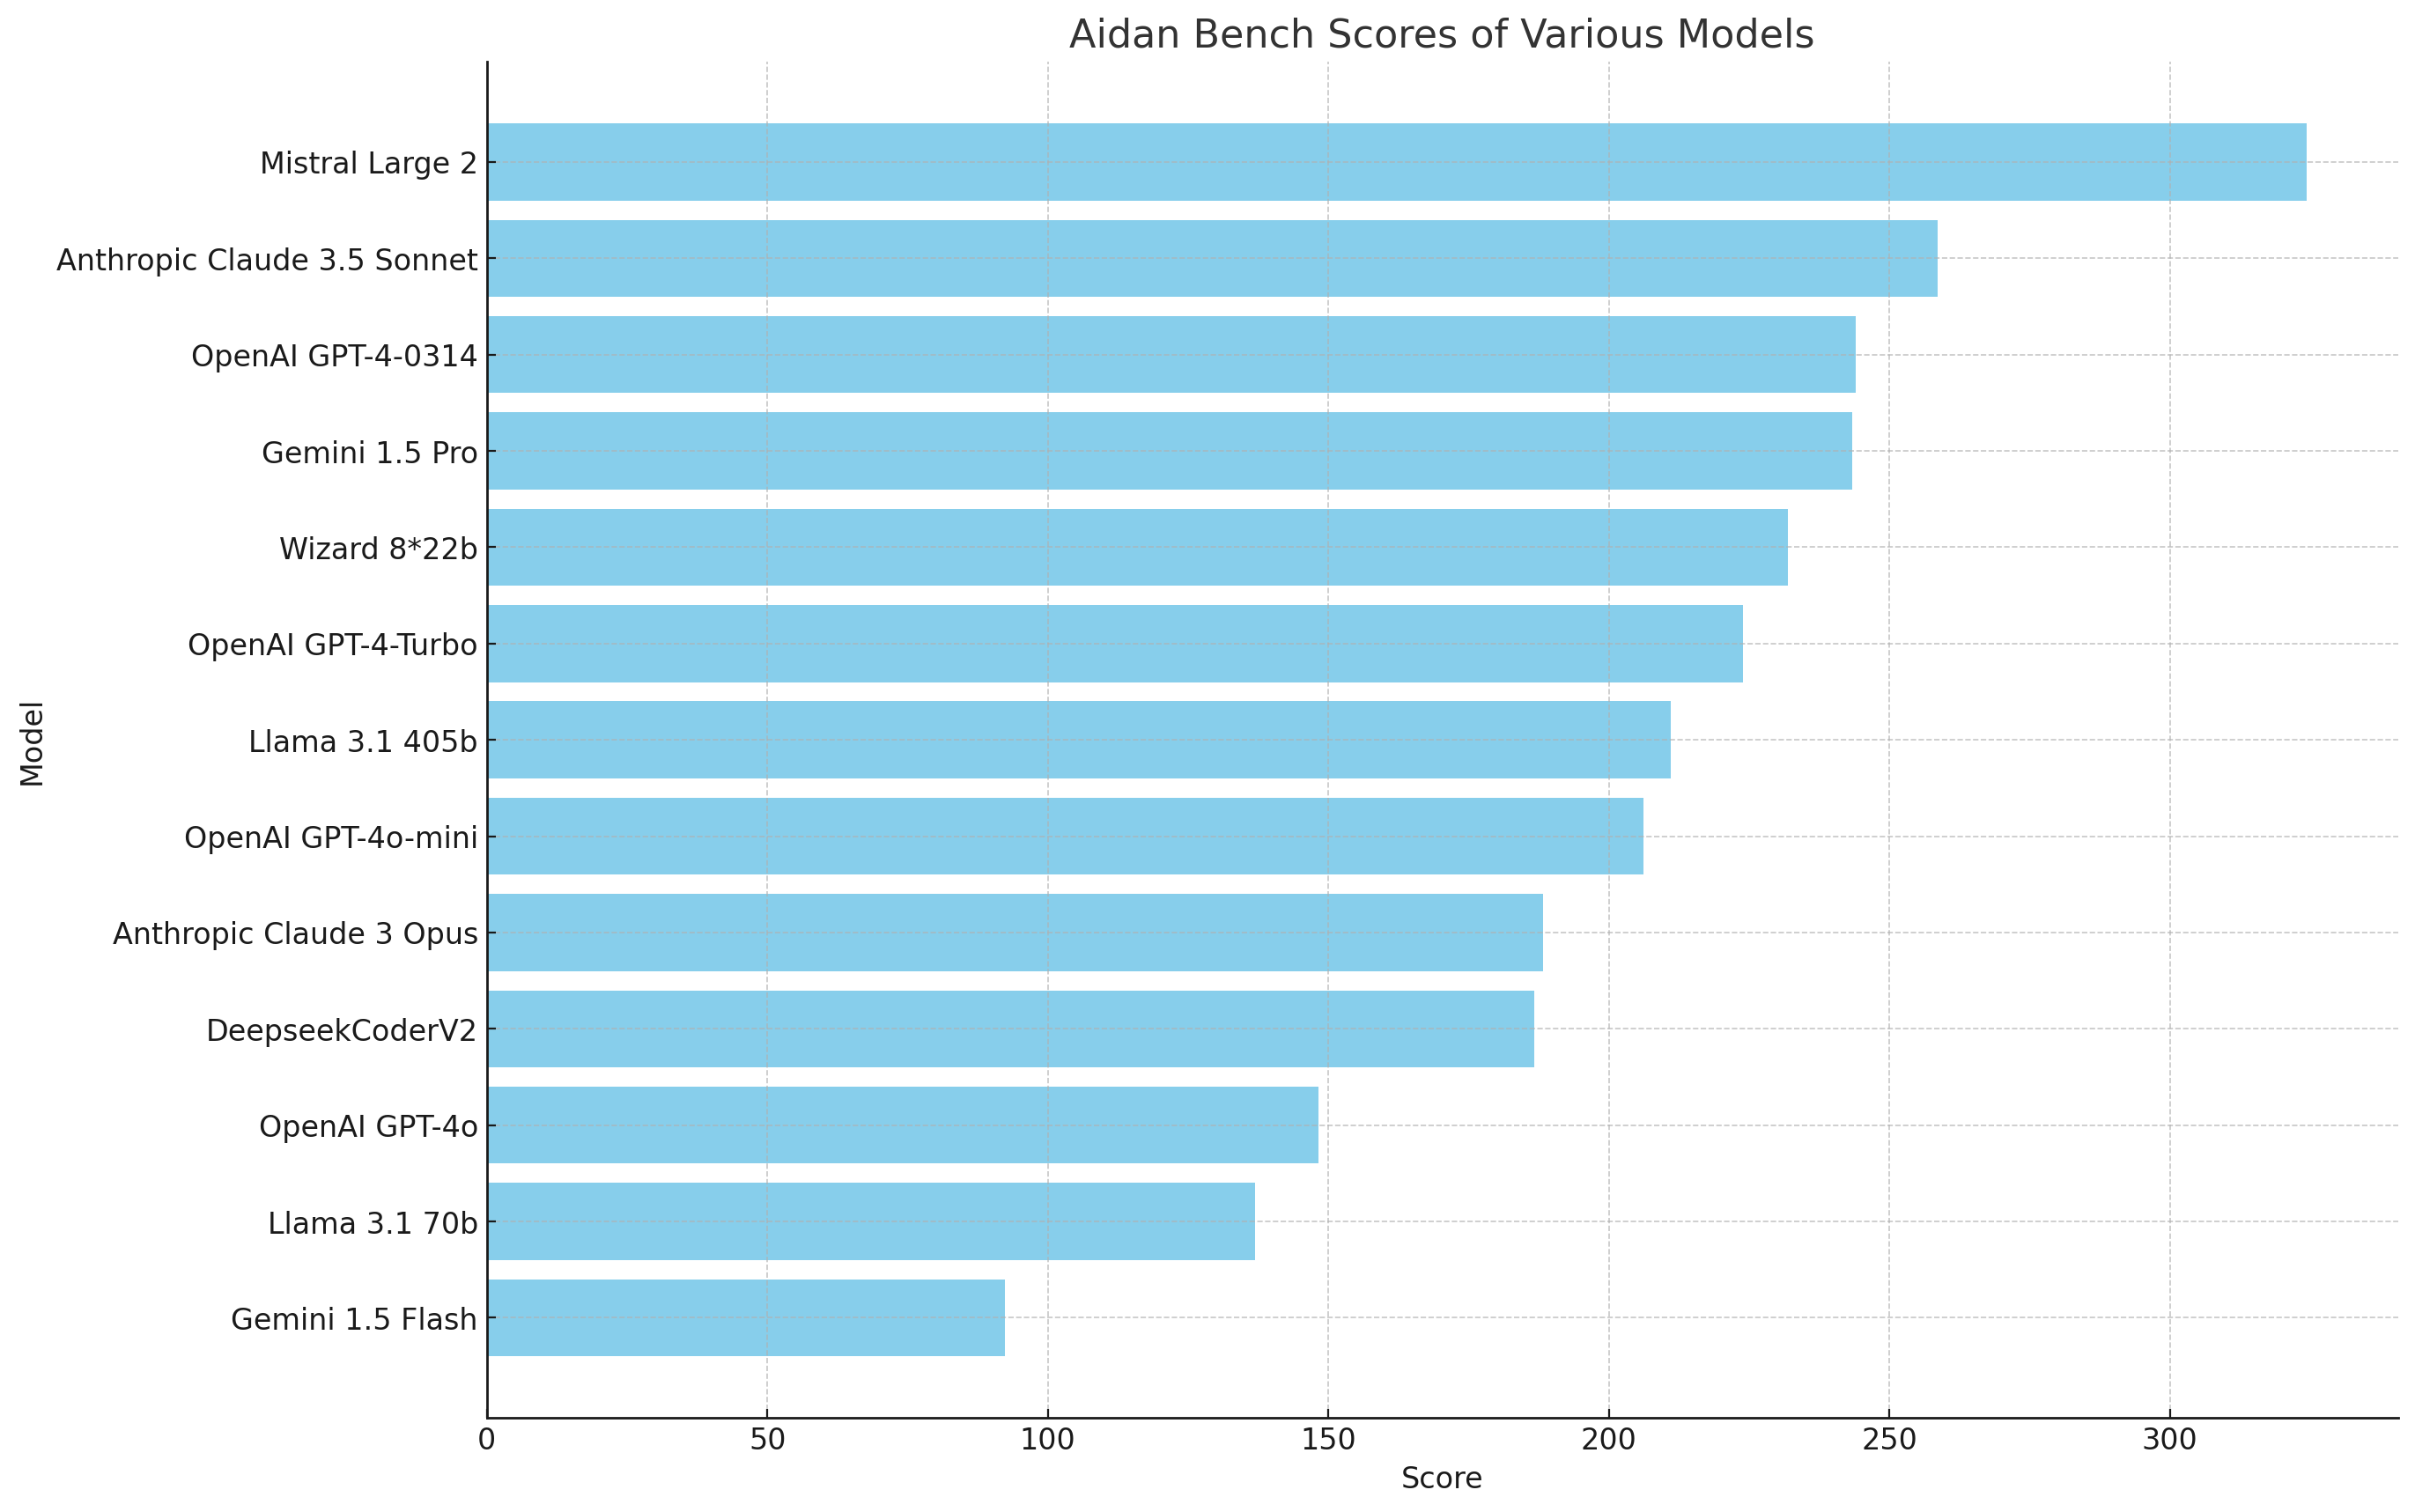 Aidan Bench Scores of Various Models
Mistral Large 2
Anthropic Claude 3.5 Sonnet
OpenAI GPT-4-0314
Gemini 1.5 Pro
Wizard 8*22b
OpenAI GPT-4-Turbo
Llama 3.1 405b
OpenAI GPT-4o-mini
Anthropic Claude 3 Opus
DeepseekCoderV2
OpenAI GPT-4o
Llama 3.1 70b
Gemini 1.5 Flash
Model
0 50 100 150 200 250 300
Score